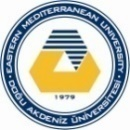 EASTERN MEDITERRANEAN UNIVERSITY
1979
DOĞU AKDENİZ ÜNİVERSİTESİ